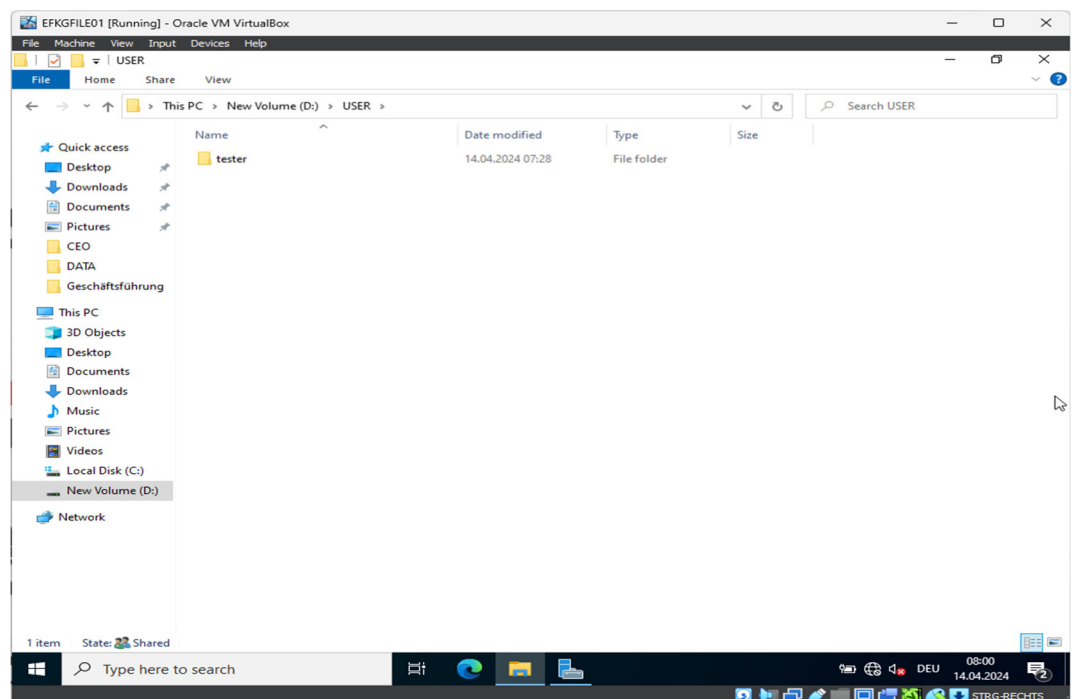 EFKGFILE01 [Running] - Oracle VM VirtualBox
File Machine View Input Devices Help
USER
File Home Share View
This PC > New Volume (D:) > USER >
Search USER
Name Date modified Type Size
tester 14.04.2024 07:28 File folder
Quick access
Desktop
Downloads
Documents
Pictures
CEO
DATA
Geschäftsführung
This PC
3D Objects
Desktop
Documents
Downloads
Music
Pictures
Videos
Local Disk (C:)
New Volume (D:)
Network
1 item State: Shared
Type here to search
DEU
08:00
14.04.2024
2
STRG-RECHTS